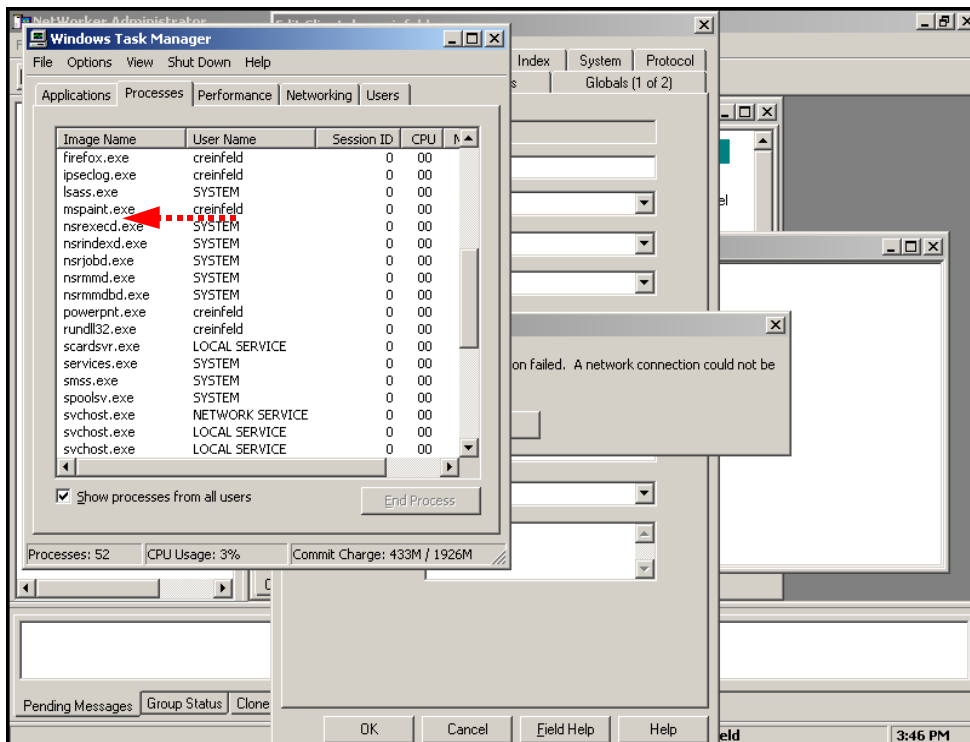 NetWorker Administrator
Windows Task Manager
File Options View Shut Down Help
Applications Processes Performance Networking Users
Image Name User Name Session ID CPU
firefox.exe creinfeld 0 00
ipseclog.exe creinfeld 0 00
lsass.exe SYSTEM 0 00
mspaint.exe creinfeld 0 00
nsrexecd.exe SYSTEM 0 00
nsrindexd.exe SYSTEM 0 00
nsrjobd.exe SYSTEM 0 00
nsrmmd.exe SYSTEM 0 00
nsrmmdbd.exe SYSTEM 0 00
powerpnt.exe creinfeld 0 00
rundll32.exe creinfeld 0 00
scardsvr.exe LOCAL SERVICE 0 00
services.exe SYSTEM 0 00
smss.exe SYSTEM 0 00
spoolsv.exe SYSTEM 0 00
svchost.exe NETWORK SERVICE 0 00
svchost.exe LOCAL SERVICE 0 00
svchost.exe LOCAL SERVICE 0 00
Show processes from all users
End Process
Processes: 52 CPU Usage: 3% Commit Charge: 433M / 1926M
Index System Protocol
Globals (1 of 2)
on failed. A network connection could not be
Pending Messages Group Status Clone
OK Cancel Field Help Help
eld 3:46 PM